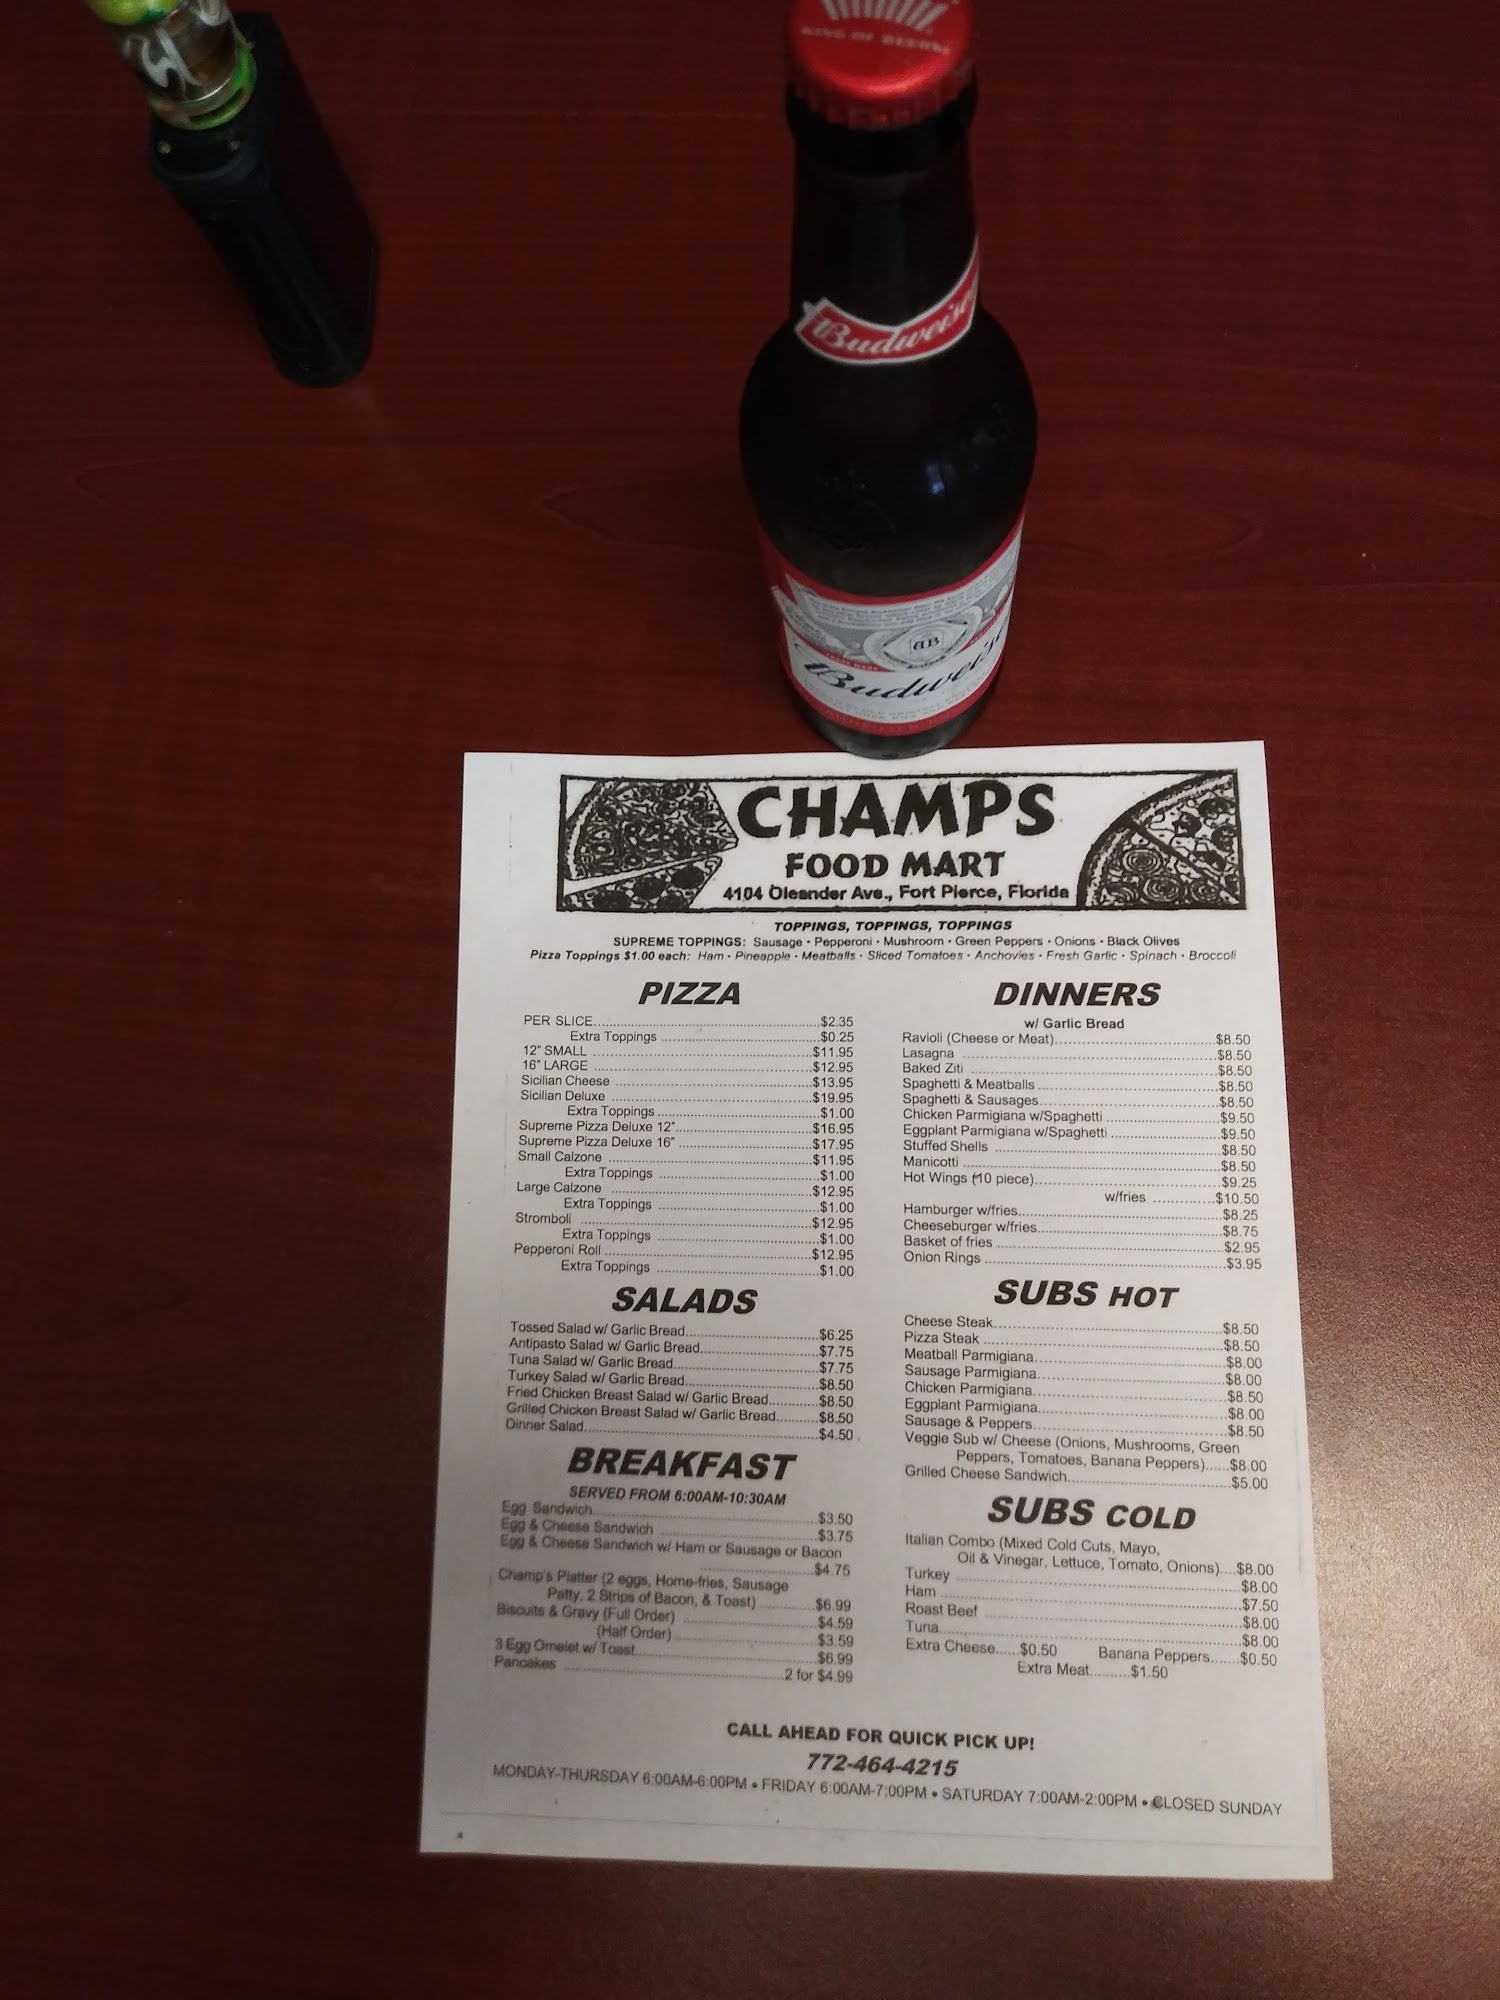 KING OF BEERS
Budweiser
AB
Budweise
CHAMPS
FOOD MART
4104 Oleander Ave., Fort Pierce, Florida
TOPPINGS, TOPPINGS, TOPPINGS
SUPREME TOPPINGS: Sausage • Pepperoni • Mushroom • Green Peppers • Onions • Black Olives
Pizza Toppings $1.00 each: Ham • Pineapple • Meatballs • Sliced Tomatoes • Anchovies • Fresh Garlic • Spinach • Broccoli
PIZZA
PER SLICE $2.35
Extra Toppings $0.25
12" SMALL $11.95
16" LARGE $12.95
Sicilian Cheese $13.95
Sicilian Deluxe $19.95
Extra Toppings $1.00
Supreme Pizza Deluxe 12" $16.95
Supreme Pizza Deluxe 16" $17.95
Small Calzone $11.95
Extra Toppings $1.00
Large Calzone $12.95
Extra Toppings $1.00
Stromboli $12.95
Extra Toppings $1.00
Pepperoni Roll $12.95
Extra Toppings $1.00
SALADS
Tossed Salad w/ Garlic Bread $6.25
Antipasto Salad w/ Garlic Bread $7.75
Tuna Salad w/ Garlic Bread $7.75
Turkey Salad w/ Garlic Bread $8.50
Fried Chicken Breast Salad w/ Garlic Bread $8.50
Grilled Chicken Breast Salad w/ Garlic Bread $8.50
Dinner Salad $4.50
BREAKFAST
SERVED FROM 6:00AM-10:30AM
Egg Sandwich $3.50
Egg & Cheese Sandwich $3.75
Egg & Cheese Sandwich w/ Ham or Sausage or Bacon
$4.75
Champ's Platter (2 eggs, Home-fries, Sausage
Patty, 2 Strips of Bacon, & Toast) $6.99
Biscuits & Gravy (Full Order) $4.59
(Half Order) $3.59
3 Egg Omelet w/ Toast $6.99
Pancakes 2 for $4.99
DINNERS
w/ Garlic Bread
Ravioli (Cheese or Meat) $8.50
Lasagna $8.50
Baked Ziti $8.50
Spaghetti & Meatballs $8.50
Spaghetti & Sausages $8.50
Chicken Parmigiana w/Spaghetti $9.50
Eggplant Parmigiana w/Spaghetti $9.50
Stuffed Shells $8.50
Manicotti $8.50
Hot Wings (10 piece) $9.25
w/fries $10.50
Hamburger w/fries $8.25
Cheeseburger w/fries $8.75
Basket of fries $2.95
Onion Rings $3.95
SUBS HOT
Cheese Steak $8.50
Pizza Steak $8.50
Meatball Parmigiana $8.00
Sausage Parmigiana $8.00
Chicken Parmigiana $8.50
Eggplant Parmigiana $8.00
Sausage & Peppers $8.50
Veggie Sub w/ Cheese (Onions, Mushrooms, Green
Peppers, Tomatoes, Banana Peppers) $8.00
Grilled Cheese Sandwich $5.00
SUBS COLD
Italian Combo (Mixed Cold Cuts, Mayo,
Oil & Vinegar, Lettuce, Tomato, Onions) $8.00
Turkey $8.00
Ham $7.50
Roast Beef $8.00
Tuna $8.00
Extra Cheese $0.50 Banana Peppers $0.50
Extra Meat $1.50
CALL AHEAD FOR QUICK PICK UP!
772-464-4215
MONDAY-THURSDAY 6:00AM-6:00PM • FRIDAY 6:00AM-7:00PM • SATURDAY 7:00AM-2:00PM • CLOSED SUNDAY